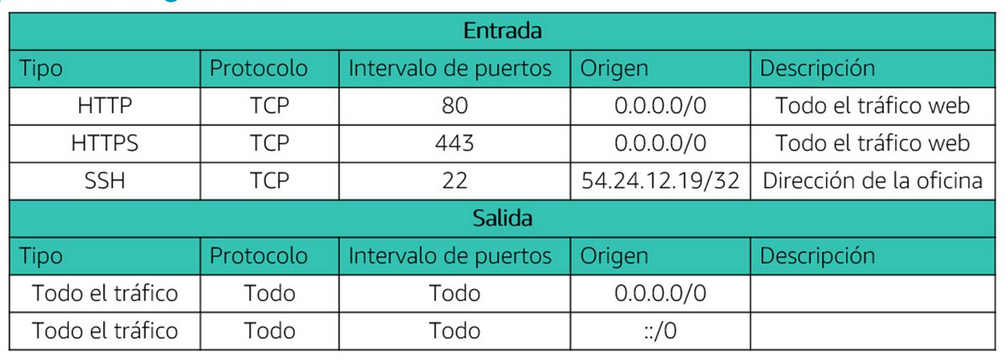 Entrada
Tipo Protocolo Intervalo de puertos Origen Descripción
HTTP TCP 80 0.0.0.0/0 Todo el tráfico web
HTTPS TCP 443 0.0.0.0/0 Todo el tráfico web
SSH TCP 22 54.24.12.19/32 Dirección de la oficina
Salida
Tipo Protocolo Intervalo de puertos Origen Descripción
Todo el tráfico Todo Todo 0.0.0.0/0
Todo el tráfico Todo Todo ::/0